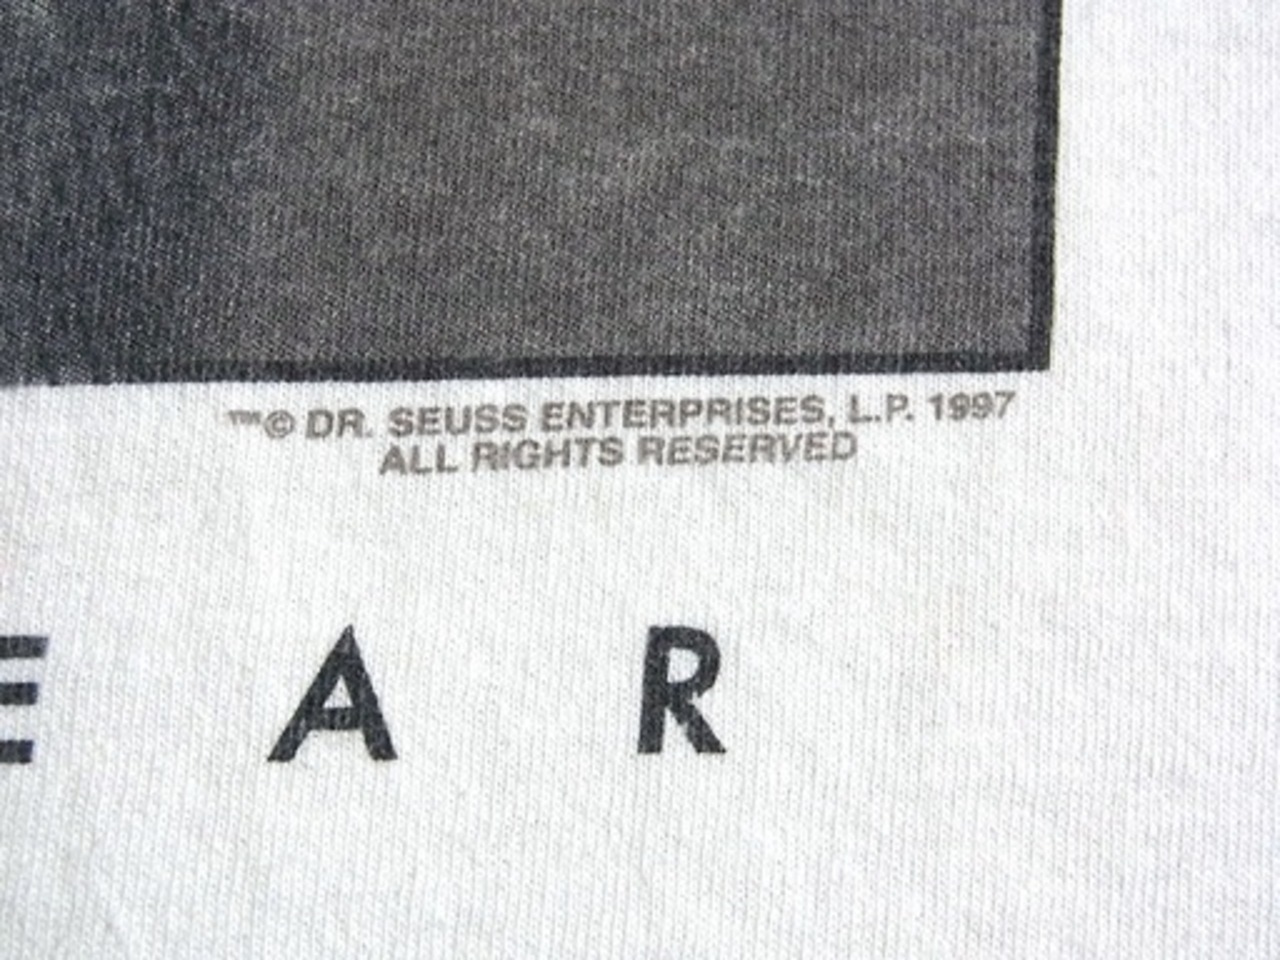 ™© DR. SEUSS ENTERPRISES, L.P. 1997
ALL RIGHTS RESERVED
E A R